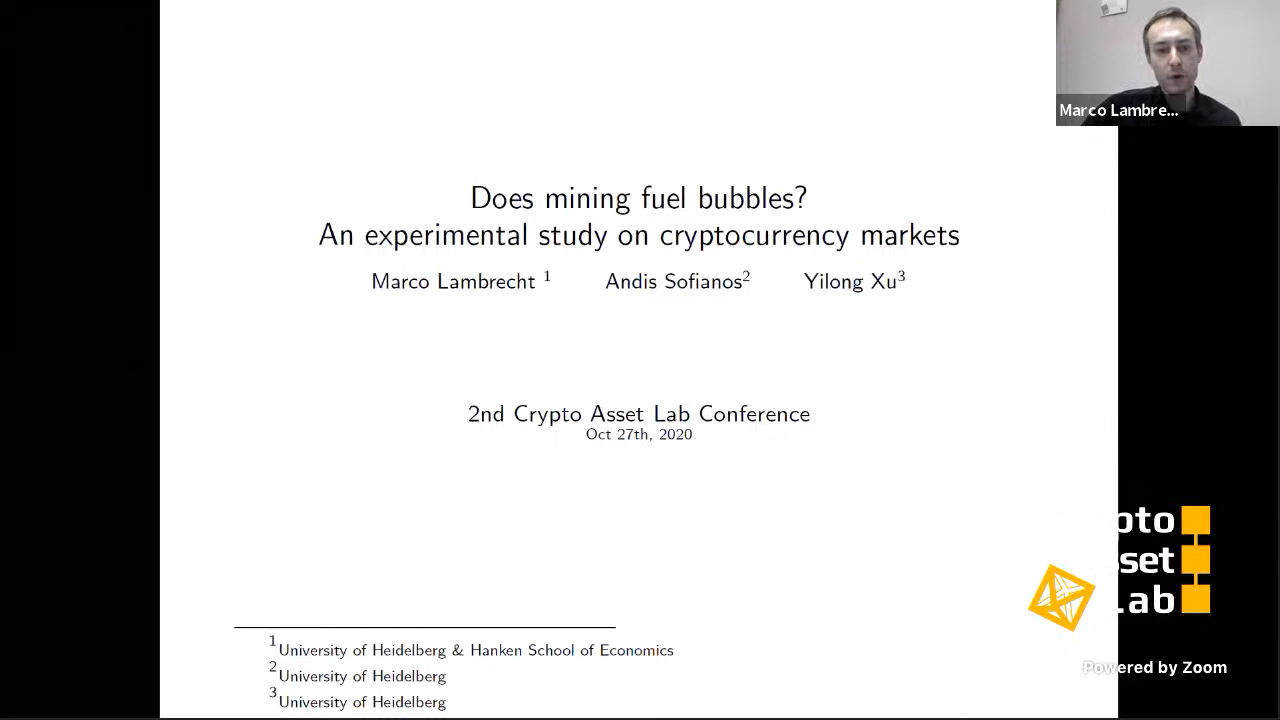 Marco Lambre...
Does mining fuel bubbles?
An experimental study on cryptocurrency markets
Marco Lambrecht ¹ Andis Sofianos² Yilong Xu³
2nd Crypto Asset Lab Conference
Oct 27th, 2020
pto
set
Lab
Powered by Zoom
¹University of Heidelberg & Hanken School of Economics
²University of Heidelberg
³University of Heidelberg